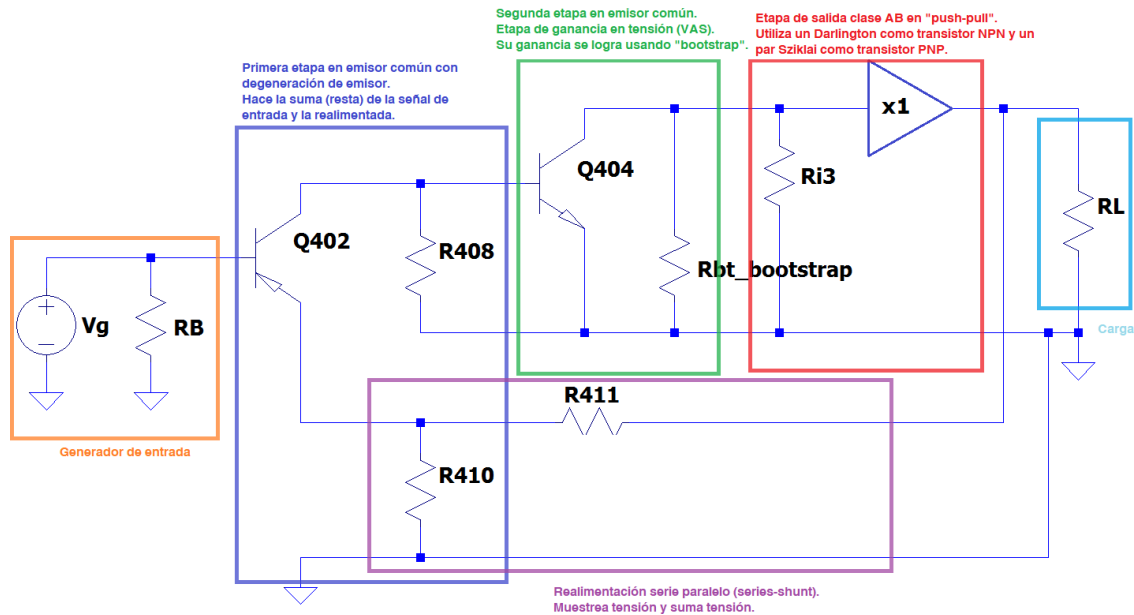 Segunda etapa en emisor común.
Etapa de ganancia en tensión (VAS).
Su ganancia se logra usando "bootstrap".
Etapa de salida clase AB en "push-pull".
Utiliza un Darlington como transistor NPN y un
par Sziklai como transistor PNP.
Primera etapa en emisor común con
degeneración de emisor.
Hace la suma (resta) de la señal de
entrada y la realimentada.
x1
Q404
Ri3
RL
Q402
R408
Rbt_bootstrap
Vg
RB
Carga
R411
Generador de entrada
R410
Realimentación serie paralelo (series-shunt).
Muestrea tensión y suma tensión.